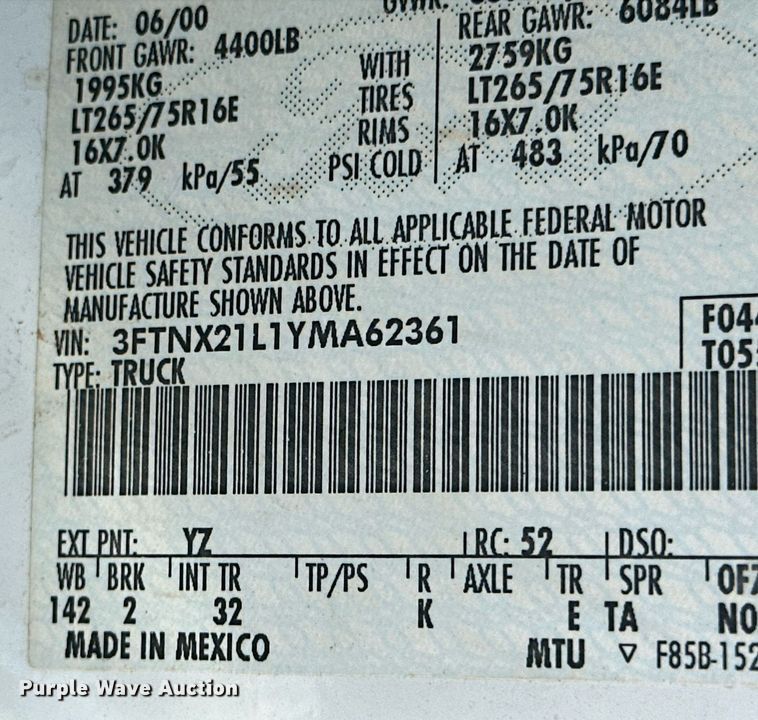 DATE: 06/00
FRONT GAWR: 4400LB
1995KG
LT265/75R16E
16X7.0K
AT 379 kPa/55
WITH
TIRES
RIMS
PSI COLD
REAR GAWR: 6084LB
2759KG
LT265/75R16E
16X7.0K
AT 483 kPa/70
THIS VEHICLE CONFORMS TO ALL APPLICABLE FEDERAL MOTOR
VEHICLE SAFETY STANDARDS IN EFFECT ON THE DATE OF
MANUFACTURE SHOWN ABOVE.
VIN: 3FTNX21L1YMA62361
TYPE: TRUCK
EXT PNT: YZ RC: 52 DSO:
WB BRK INT TR TP/PS R AXLE TR SPR
142 2 32 K E TA
MADE IN MEXICO
MTU ▽ F85B-152
Purple Wave Auction